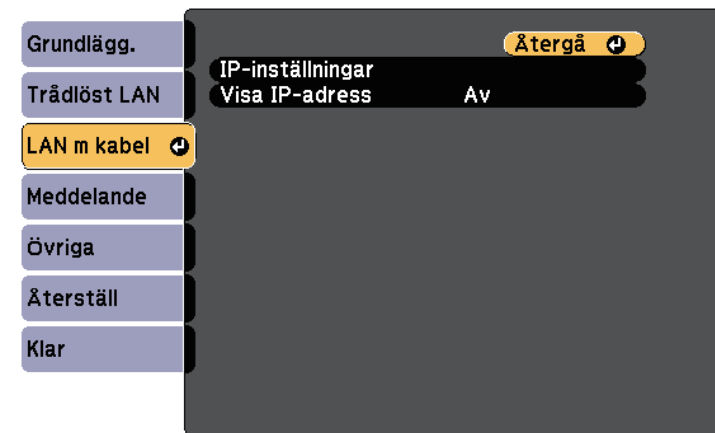 Grundlägg.
Trådlöst LAN
LAN m kabel
Meddelande
Övriga
Återställ
Klar
Återgå
IP-inställningar
Visa IP-adress Av